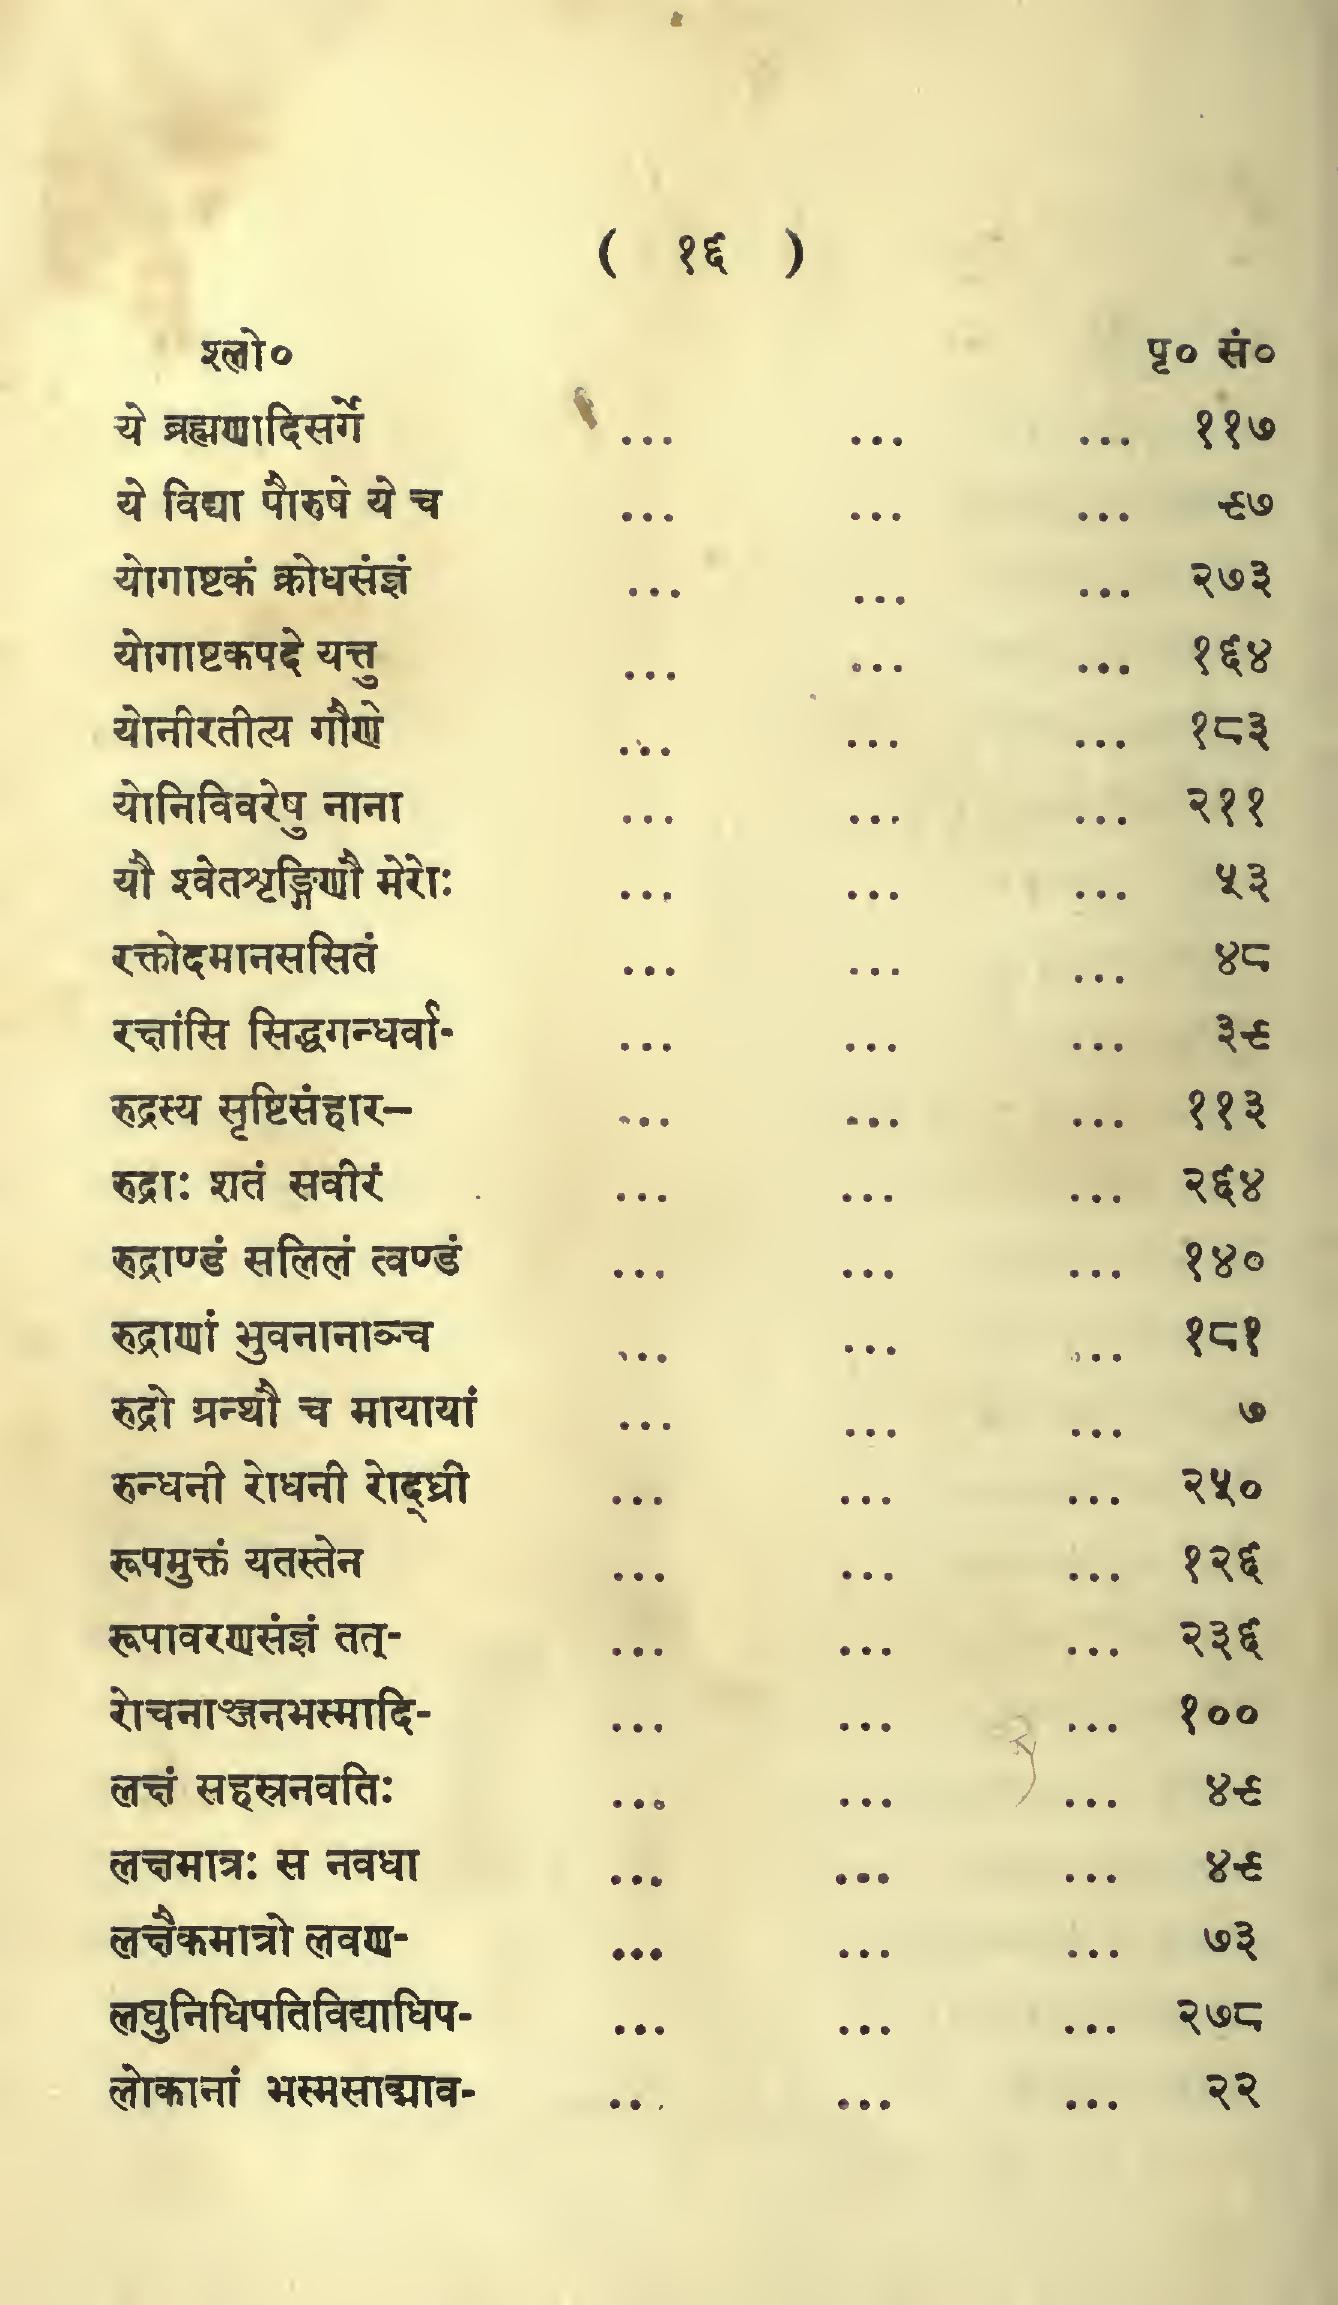 ( १६ )
श्लो० पृ० सं०
ये ब्रह्मणादिसर्गे ... ... ... ११७
ये विद्या पौरुषे ये च ... ... ... ९७
योगाष्टकं क्रोधसंज्ञं ... ... ... २७३
योगाष्टकपदे यत्तु ... ... ... १६४
योनीरतीत्य गौणे ... ... ... १८३
योनिविवरेषु नाना ... ... ... २११
यौ श्वेतशृङ्गिणौ मेरोः ... ... ... ५३
रक्तोदमानससितं ... ... ... ४८
रक्षांसि सिद्धगन्धर्वा- ... ... ... ३९
रुद्रस्य सृष्टिसंहार— ... ... ... ११३
रुद्राः शतं सवीरं ... ... ... २६४
रुद्राण्डं सलिलं त्वण्डं ... ... ... १४०
रुद्राणां भुवनानाञ्च ... ... ... १८१
रुद्रो ग्रन्थौ च मायायां ... ... ... ७
रुन्धनी रोधनी रोद्ध्री ... ... ... २५०
रूपमुक्तं यतस्तेन ... ... ... १२६
रूपावरणसंज्ञं तत्- ... ... ... २३६
रोचनाञ्जनभस्मादि- ... ... ... १००
लक्षं सहस्रनवतिः ... ... ... ४९
लक्षमात्रः स नवधा ... ... ... ४९
लक्षैकमात्रो लवण- ... ... ... ७३
लघुनिधिपतिविद्याधिप- ... ... ... २७८
लोकानां भस्मसाद्भाव- ... ... ... २२